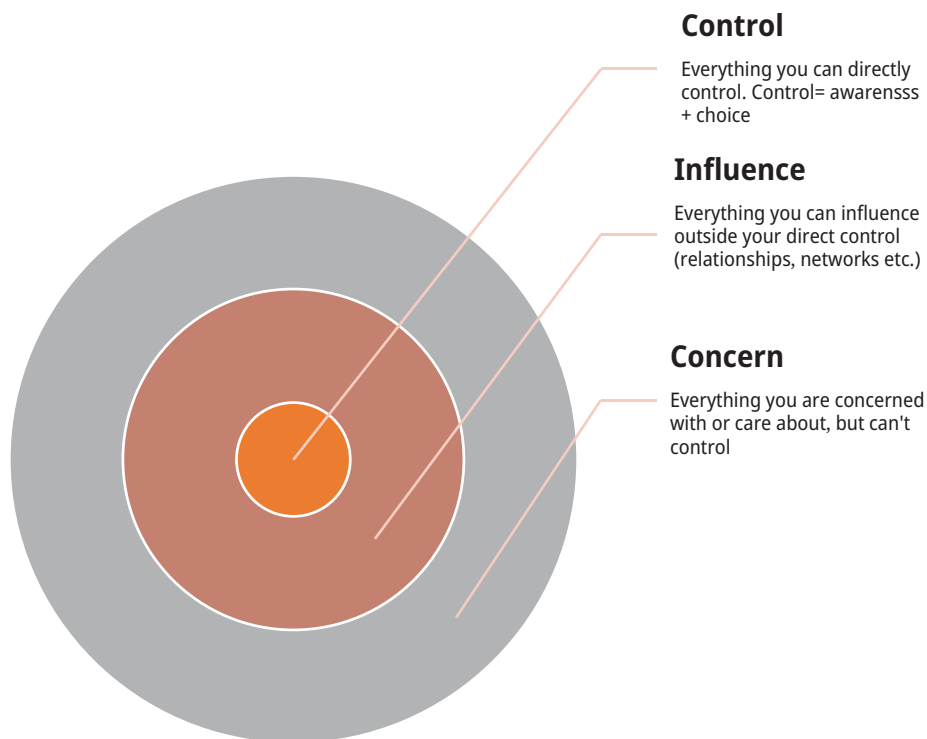 Control
Everything you can directly
control. Control= awarensss
+ choice
Influence
Everything you can influence
outside your direct control
(relationships, networks etc.)
Concern
Everything you are concerned
with or care about, but can't
control